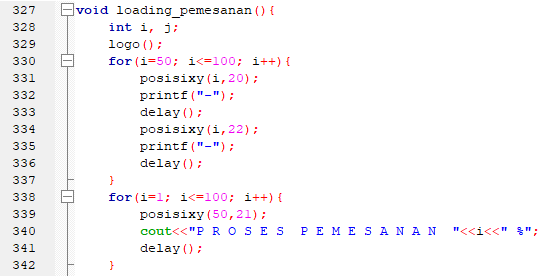 327 void loading_pemesanan(){
328 int i, j;
329 logo();
330 for(i=50; i<=100; i++){
331 posisixy(i,20);
332 printf("-");
333 delay();
334 posisixy(i,22);
335 printf("-");
336 delay();
337 }
338 for(i=1; i<=100; i++){
339 posisixy(50,21);
340 cout<<"P R O S E S  P E M E S A N A N  "<<i<<" %";
341 delay();
342 }